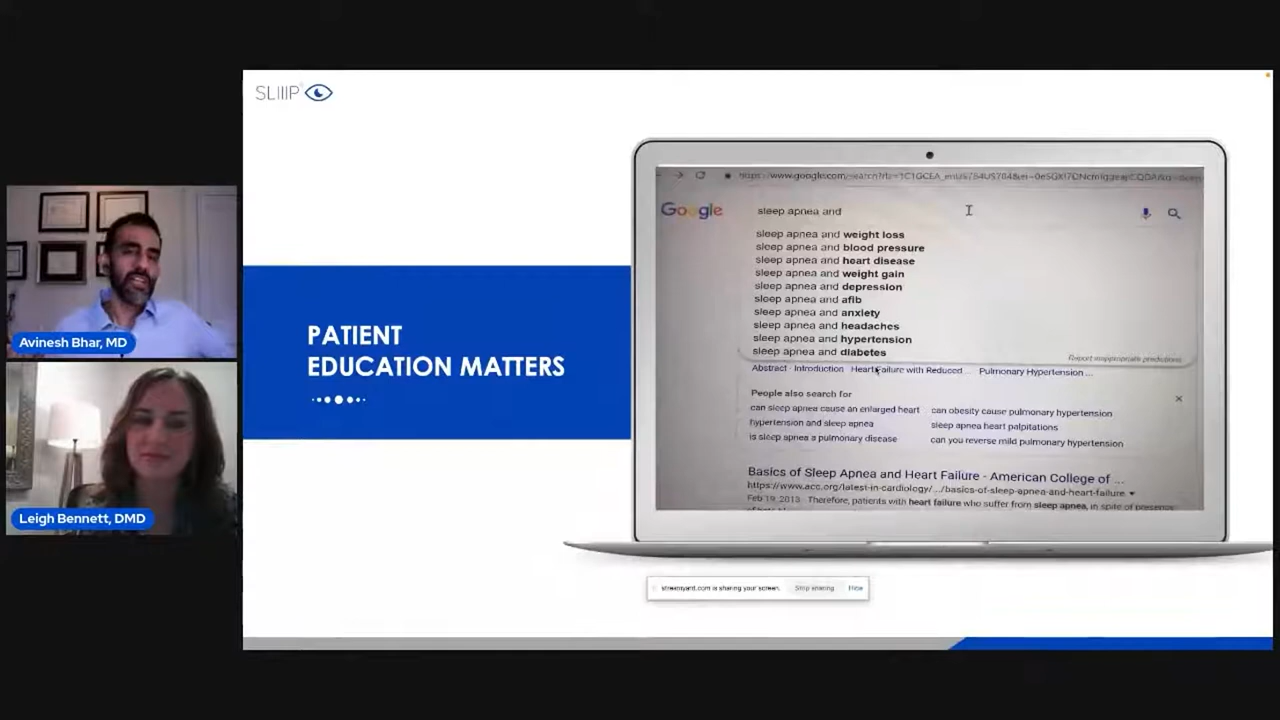 SLIIIP
Avinesh Bhar, MD
Leigh Bennett, DMD
PATIENT
EDUCATION MATTERS
Google
sleep apnea and
sleep apnea and weight loss
sleep apnea and blood pressure
sleep apnea and heart disease
sleep apnea and weight gain
sleep apnea and depression
sleep apnea and afib
sleep apnea and anxiety
sleep apnea and headaches
sleep apnea and hypertension
sleep apnea and diabetes
Report inappropriate predictions
Abstract · Introduction Heart Failure with Reduced ... Pulmonary Hypertension ...
People also search for
can sleep apnea cause an enlarged heart can obesity cause pulmonary hypertension
hypertension and sleep apnea sleep apnea heart palpitations
is sleep apnea a pulmonary disease can you reverse mild pulmonary hypertension
Basics of Sleep Apnea and Heart Failure - American College of ...
https://www.acc.org/latest-in-cardiology/.../basics-of-sleep-apnea-and-heart-failure
Feb 19, 2013 · Therefore, patients with heart failure who suffer from sleep apnea, in spite of presence
streamyard.com is sharing your screen. Stop sharing Hide